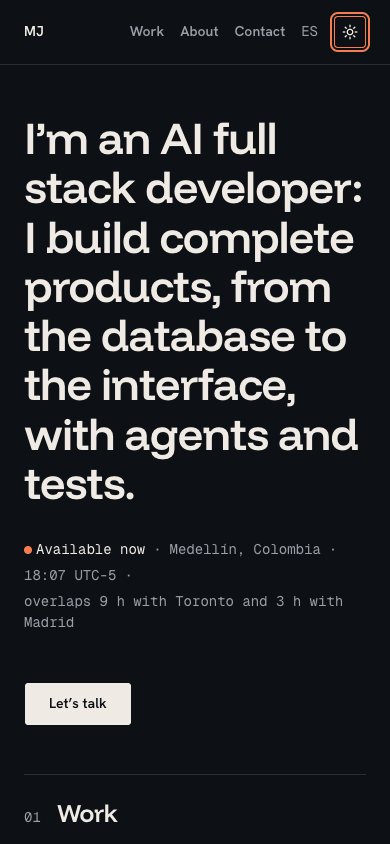 MJ
Work About Contact ES
I’m an AI full
stack developer:
I build complete
products, from
the database to
the interface,
with agents and
tests.
Available now · Medellín, Colombia ·
18:07 UTC-5 ·
overlaps 9 h with Toronto and 3 h with
Madrid
Let’s talk
01 Work